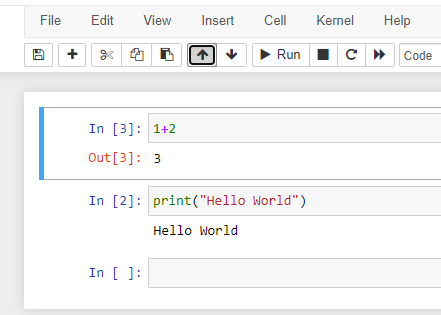 File Edit View Insert Cell Kernel Help
Run Code
In [3]: 1+2
Out[3]: 3
In [2]: print("Hello World")
Hello World
In [ ]: